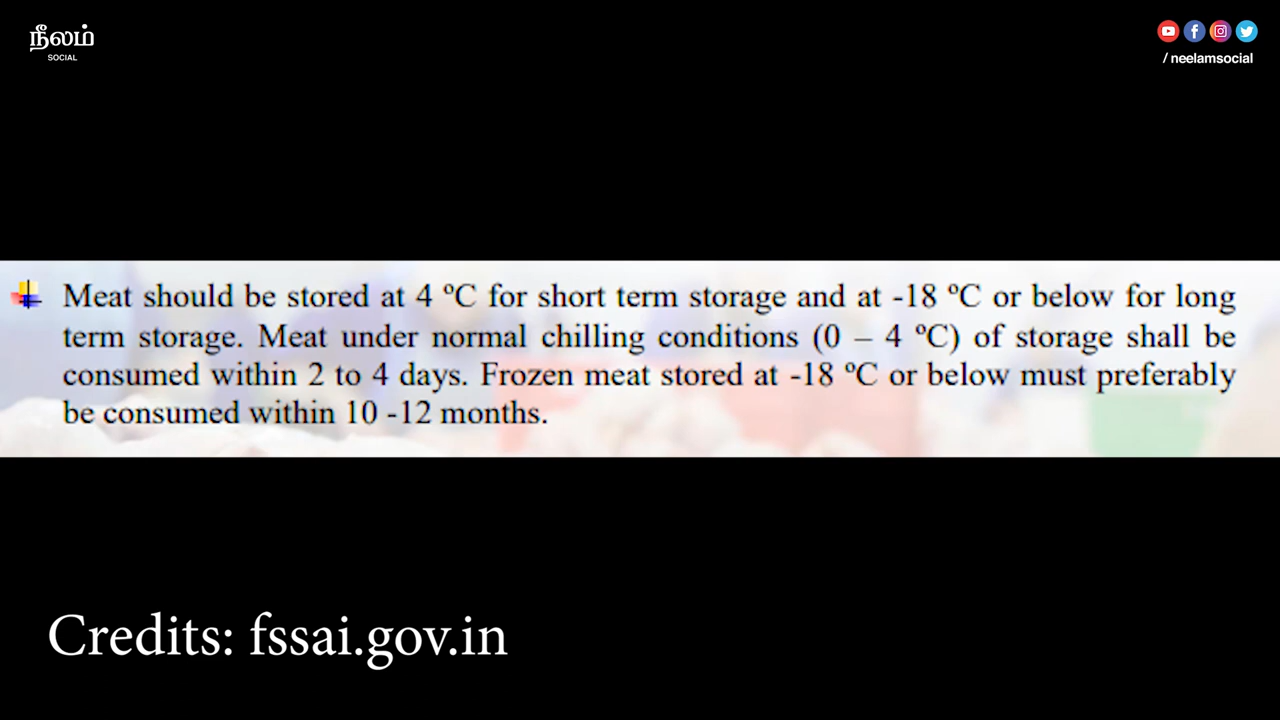 நீலம்
SOCIAL
/ neelamsocial
Meat should be stored at 4 ºC for short term storage and at -18 ºC or below for long
term storage. Meat under normal chilling conditions (0 – 4 ºC) of storage shall be
consumed within 2 to 4 days. Frozen meat stored at -18 ºC or below must preferably
be consumed within 10 -12 months.
Credits: fssai.gov.in